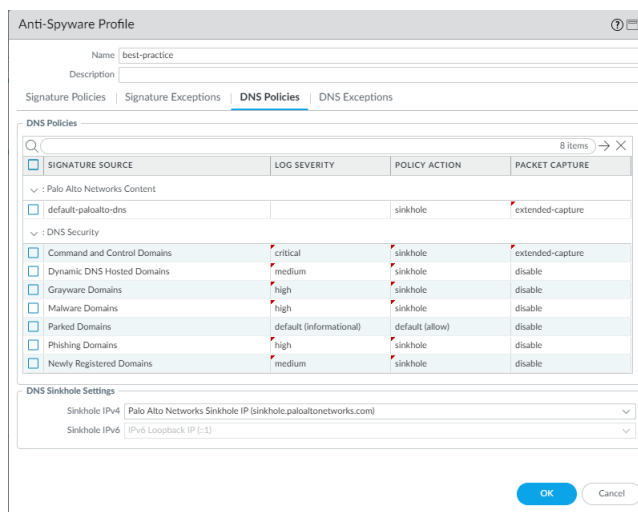 Anti-Spyware Profile
Name best-practice
Description
Signature Policies | Signature Exceptions | DNS Policies | DNS Exceptions
DNS Policies
8 items
SIGNATURE SOURCE LOG SEVERITY POLICY ACTION PACKET CAPTURE
: Palo Alto Networks Content
default-paloalto-dns sinkhole extended-capture
: DNS Security
Command and Control Domains critical sinkhole extended-capture
Dynamic DNS Hosted Domains medium sinkhole disable
Grayware Domains high sinkhole disable
Malware Domains high sinkhole disable
Parked Domains default (informational) default (allow) disable
Phishing Domains high sinkhole disable
Newly Registered Domains medium sinkhole disable
DNS Sinkhole Settings
Sinkhole IPv4 Palo Alto Networks Sinkhole IP (sinkhole.paloaltonetworks.com)
Sinkhole IPv6 IPv6 Loopback IP (::1)
OK Cancel